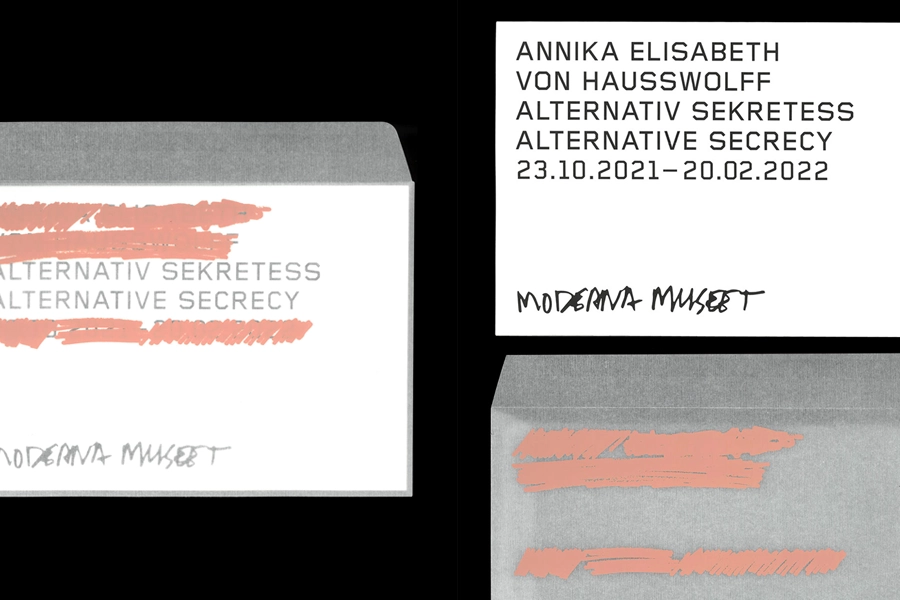 ALTERNATIV SEKRETESS
ALTERNATIVE SECRECY
MODERNA MUSEET
ANNIKA ELISABETH
VON HAUSSWOLFF
ALTERNATIV SEKRETESS
ALTERNATIVE SECRECY
23.10.2021–20.02.2022
MODERNA MUSEET